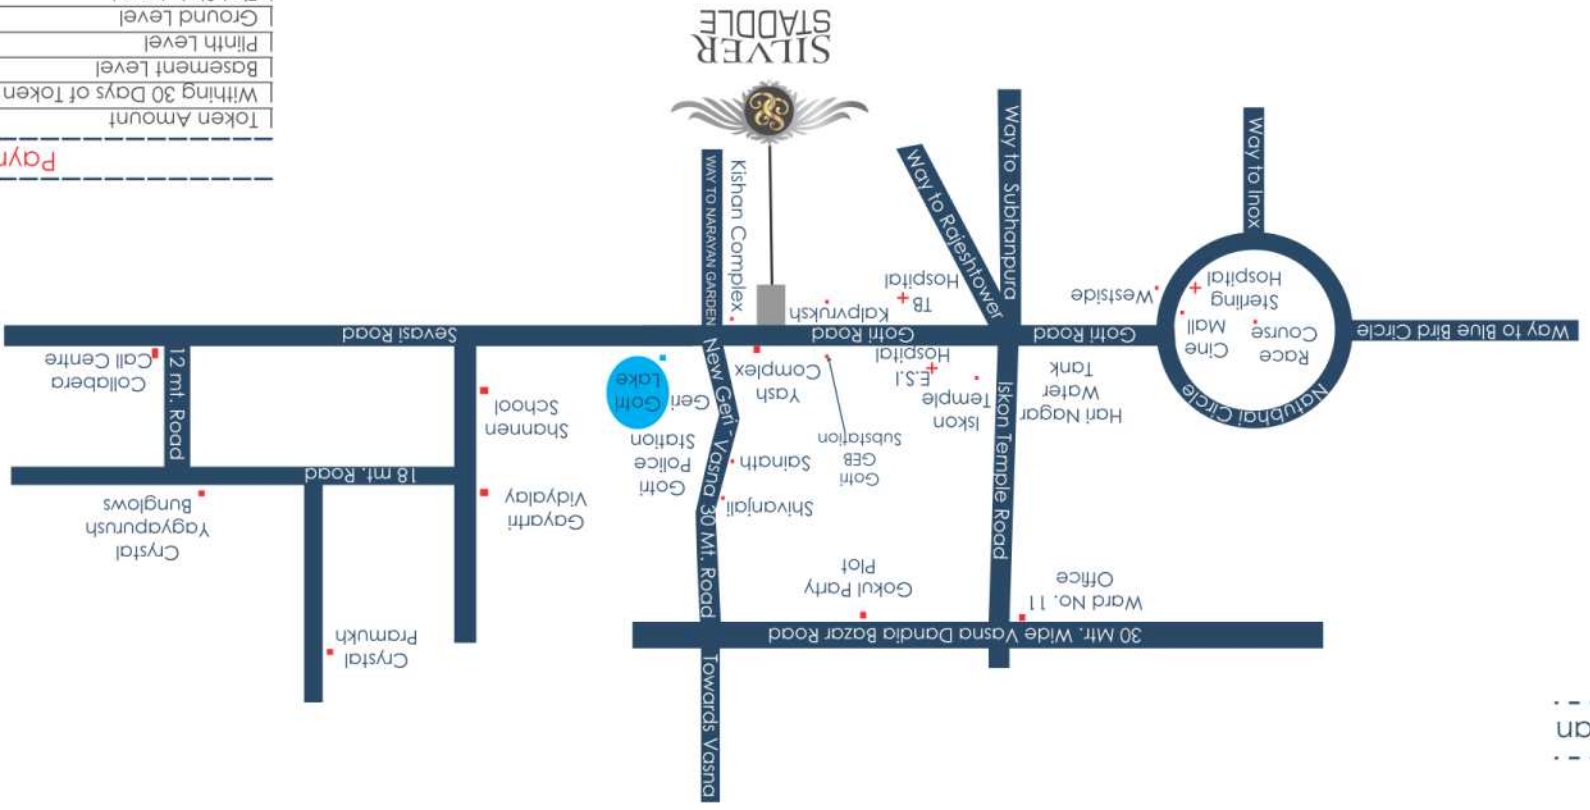 an
Towards Vasna
30 Mtr. Wide Vasna Dandia Bazar Road
Ward No. 11
Office
Gokul Party
Plot
Crystal
Pramukh
Iskon Temple Road
New Geri - Vasna 30 Mt. Road
Shivanjali
Sainath
Gotri
GEB
Substation
Gotri
Police
Station
Gayartri
Vidyalay
Crystal
Yagyapurush
Bunglows
18 mt. Road
12 mt. Road
Natubhai Circle
Hari Nagar
Water
Tank
Iskon
Temple
E.S.I
Hospital
Yash
Complex
Geri Gotri
Lake
Shannen
School
Collabera
Call Centre
Way to Blue Bird Circle
Race
Course
Cine
Mall
Sterling
Hospital
Gotri Road
Gotri Road
Sevasi Road
Westside
TB
Hospital
Kalpvruksh
Kishan Complex
Way to Inox
Way to Subhanpura
Way to Rajeshtower
WAY TO NARAYAN GARDEN
SILVER
STADDLE
Token Amount
Withing 30 Days of Token
Basement Level
Plinth Level
Ground Level